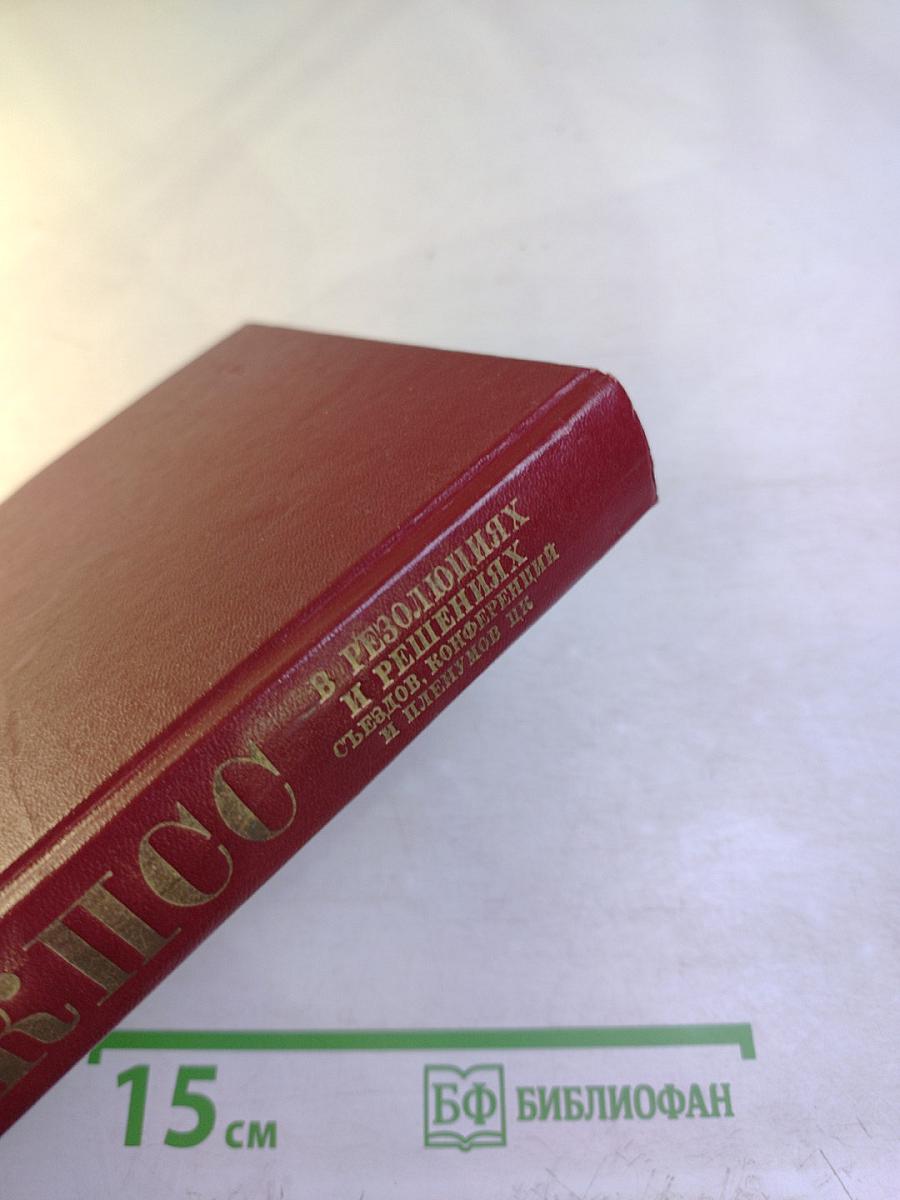 КПСС
В РЕЗОЛЮЦИЯХ
И РЕШЕНИЯХ
СЪЕЗДОВ, КОНФЕРЕНЦИЙ
И ПЛЕНУМОВ ЦК
15 см
БФ БИБЛИОФАН